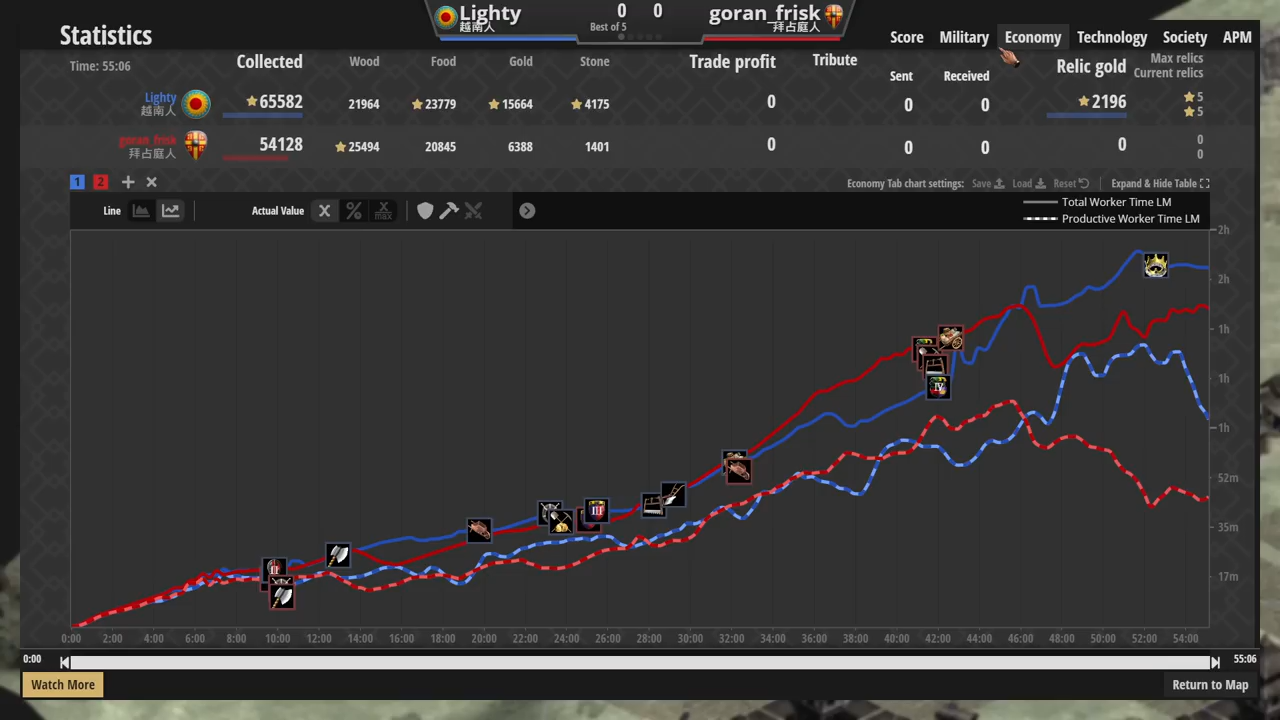 Lighty 0 0 goran_frisk
越南人 Best of 5 拜占庭人
Statistics
Score Military Economy Technology Society APM
Time: 55:06
Collected Wood Food Gold Stone Trade profit Tribute Sent Received Relic gold Max relics
Current relics
Lighty 65582 21964 23779 15664 4175 0 0 0 2196 5
越南人 5
goran_frisk 54128 25494 20845 6388 1401 0 0 0 0 0
拜占庭人 0
1 2 + × Economy Tab chart settings: Save Load Reset Expand & Hide Table
Line Actual Value X % X/max
Total Worker Time LM
Productive Worker Time LM
2h
2h
1h
1h
1h
52m
35m
17m
III
II
IV
0:00 2:00 4:00 6:00 8:00 10:00 12:00 14:00 16:00 18:00 20:00 22:00 24:00 26:00 28:00 30:00 32:00 34:00 36:00 38:00 40:00 42:00 44:00 46:00 48:00 50:00 52:00 54:00
0:00 55:06
Watch More Return to Map